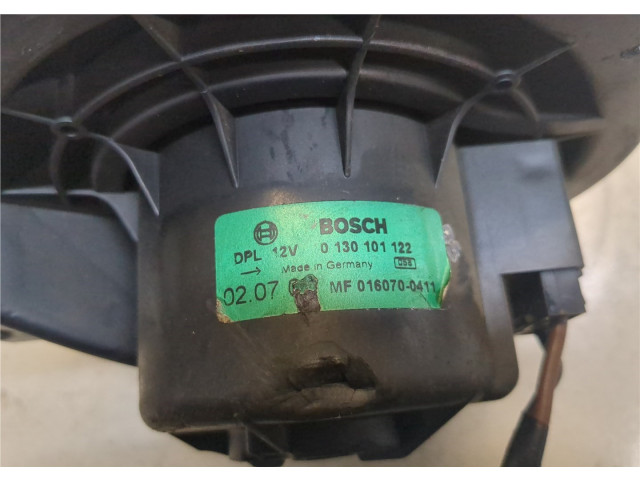 BOSCH
DPL 12V 0 130 101 122
→ Made in Germany
02.07 MF 016070-0411